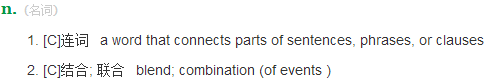 n. (名词)
1. [C]连词 a word that connects parts of sentences, phrases, or clauses
2. [C]结合; 联合 blend; combination (of events )